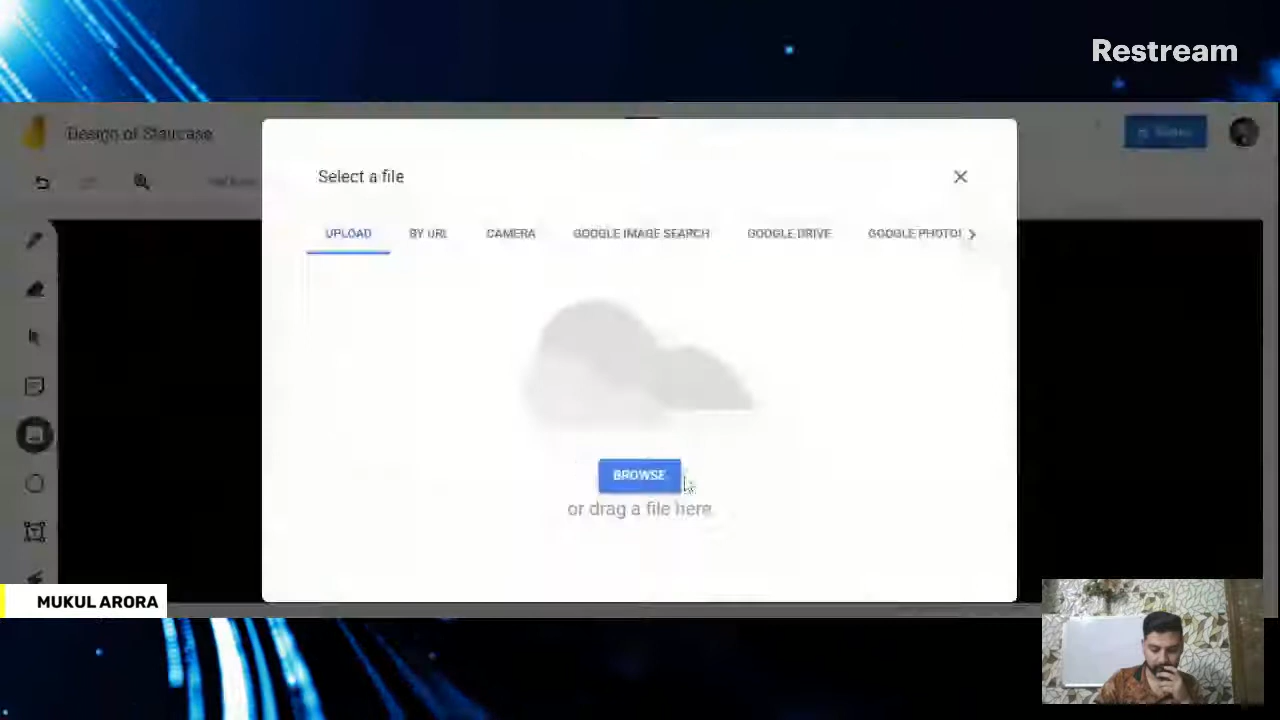 Restream
Design of Staircase
Select a file
UPLOAD BY URL CAMERA GOOGLE IMAGE SEARCH GOOGLE DRIVE GOOGLE PHOTO
BROWSE
or drag a file here
MUKUL ARORA